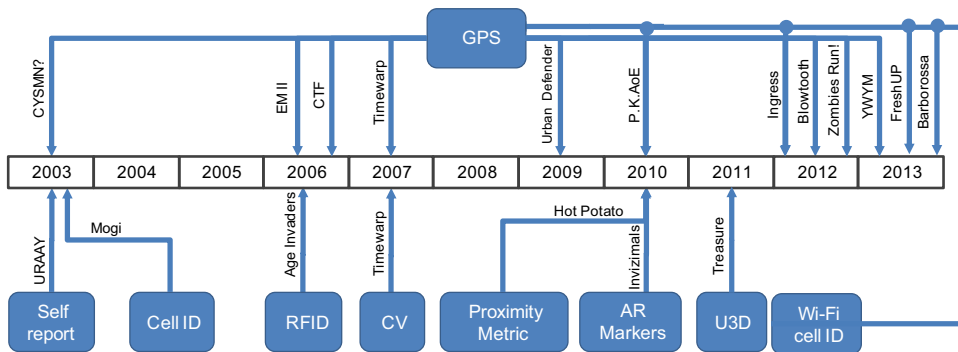 GPS
CYSMN?
EM II
CTF
Timewarp
Urban Defender
P.K.AoE
Ingress
Blowtooth
Zombies Run!
YWYM
FreshUP
Barborossa
2003
2004
2005
2006
2007
2008
2009
2010
2011
2012
2013
URAAY
Mogi
Age Invaders
Timewarp
Hot Potato
Invizimals
Treasure
Self
report
Cell ID
RFID
CV
Proximity
Metric
AR
Markers
U3D
Wi-Fi
cell ID